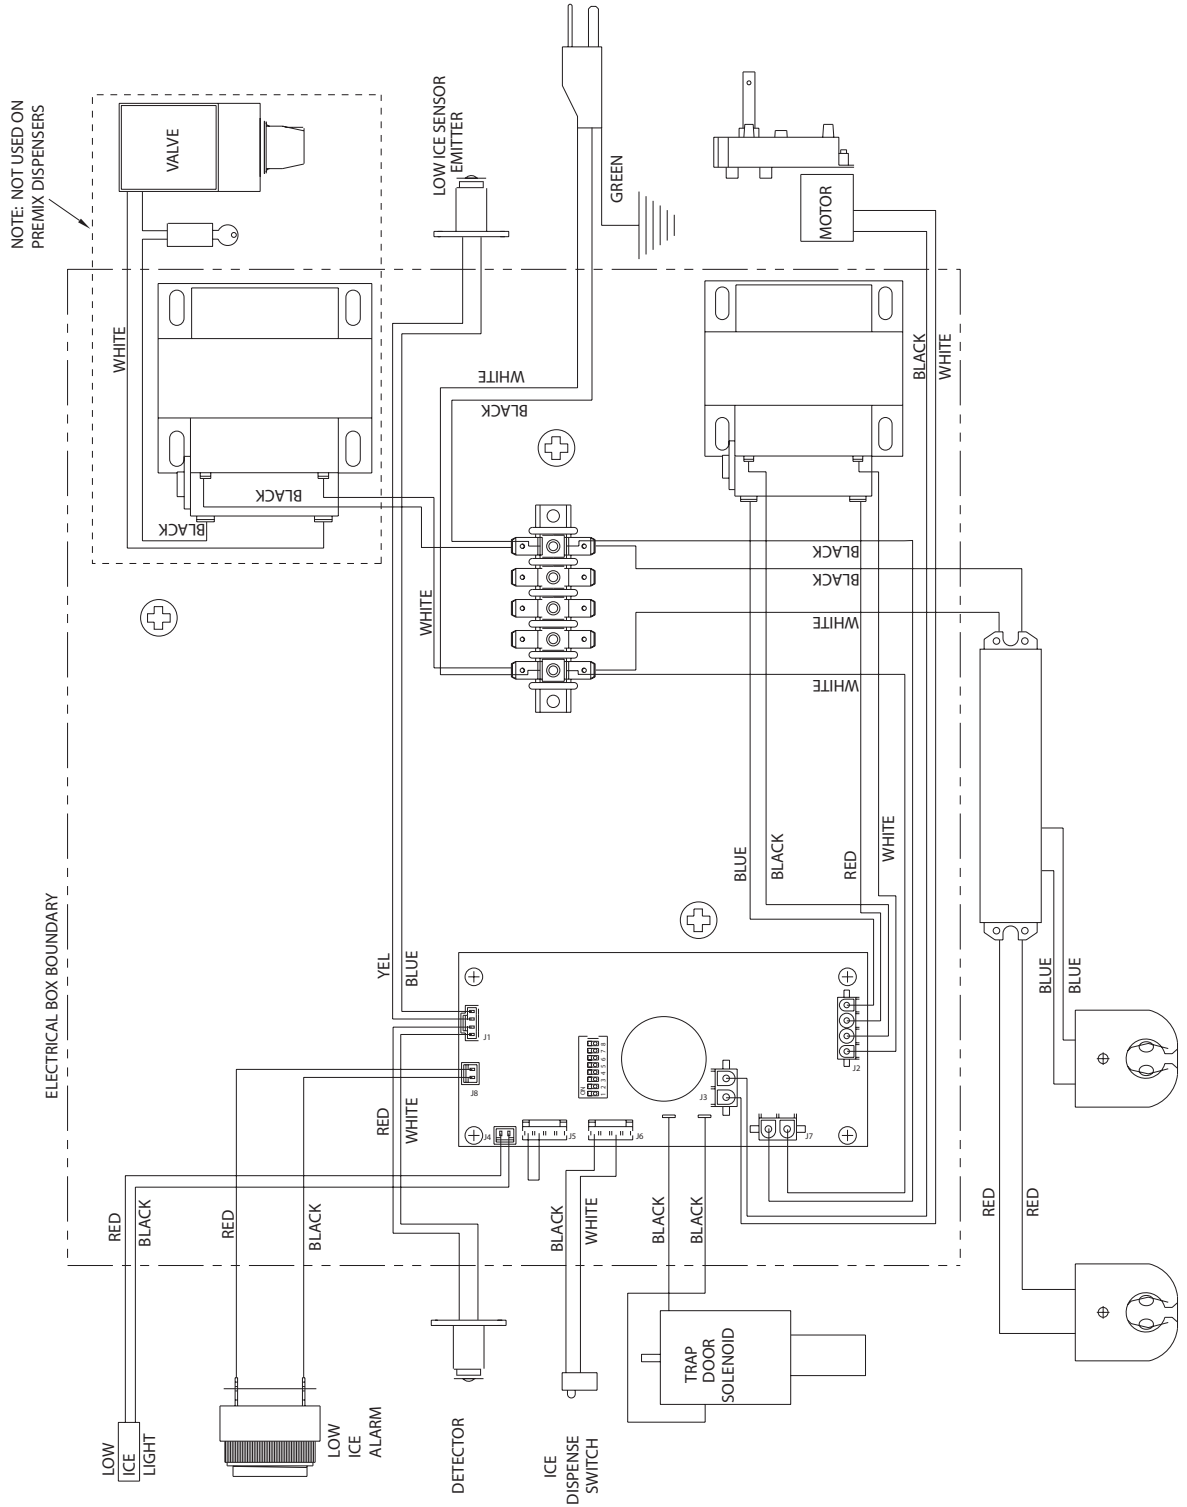 NOTE: NOT USED ON
PREMIX DISPENSERS
VALVE
WHITE
BLACK
BLACK
LOW ICE SENSOR
EMITTER
GREEN
MOTOR
WHITE
BLACK
WHITE
BLACK
WHITE
BLACK
BLACK
WHITE
WHITE
ELECTRICAL BOX BOUNDARY
YEL
BLUE
BLUE
BLACK
RED
WHITE
RED
WHITE
J1
J8
J4
J5
J6
J3
J7
J2
ON
1 2 3 4 5 6 7 8
RED
BLACK
RED
BLACK
BLACK
WHITE
BLACK
BLACK
BLUE
BLUE
RED
RED
LOW
ICE
LIGHT
LOW
ICE
ALARM
DETECTOR
ICE
DISPENSE
SWITCH
TRAP
DOOR
SOLENOID